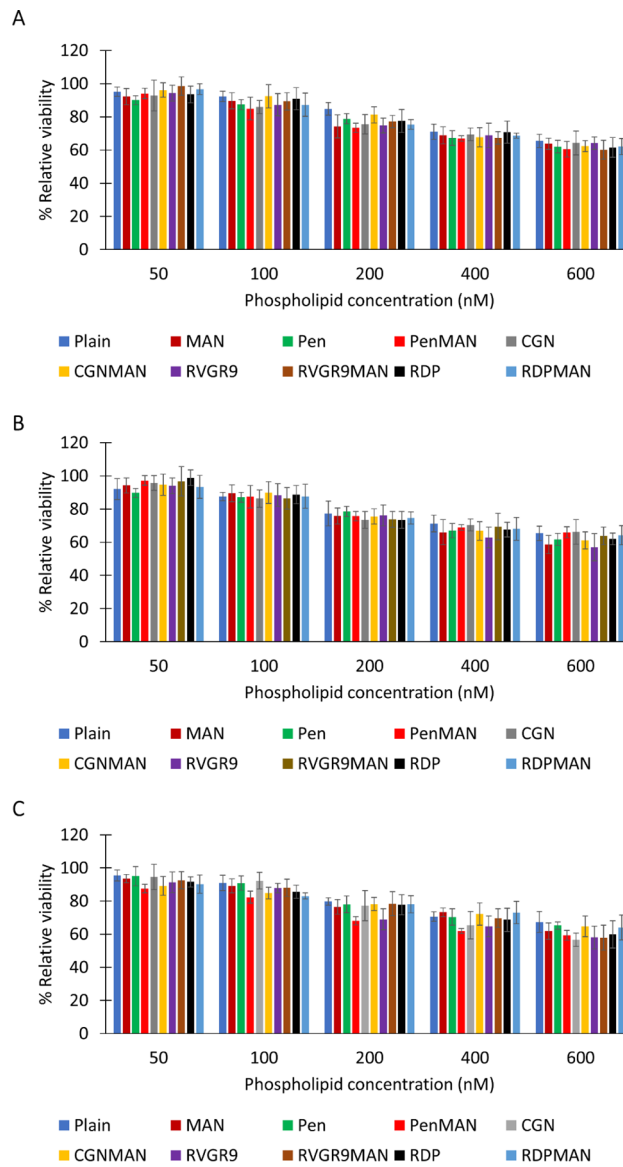 A
120
100
80
60
40
20
0
% Relative viability
50 100 200 400 600
Phospholipid concentration (nM)
Plain MAN Pen PenMAN CGN
CGNMAN RVGR9 RVGR9MAN RDP RDPMAN
B
120
100
80
60
40
20
0
% Relative viability
50 100 200 400 600
Phospholipid concentration (nM)
Plain MAN Pen PenMAN CGN
CGNMAN RVGR9 RVGR9MAN RDP RDPMAN
C
120
100
80
60
40
20
0
% Relative viability
50 100 200 400 600
Phospholipid concentration (nM)
Plain MAN Pen PenMAN CGN
CGNMAN RVGR9 RVGR9MAN RDP RDPMAN